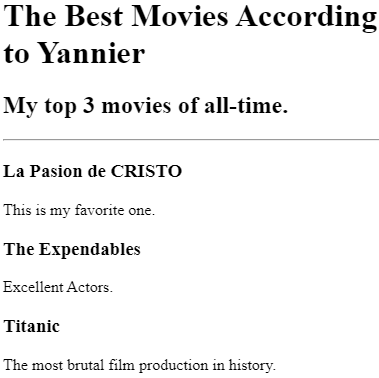 The Best Movies According
to Yannier
My top 3 movies of all-time.
La Pasion de CRISTO
This is my favorite one.
The Expendables
Excellent Actors.
Titanic
The most brutal film production in history.